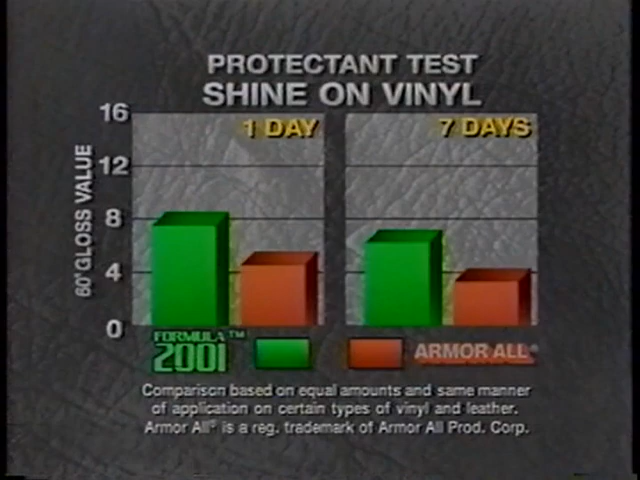 PROTECTANT TEST
SHINE ON VINYL
1 DAY
7 DAYS
16
12
8
4
0
60° GLOSS VALUE
FORMULA™
2001
ARMOR ALL®
Comparison based on equal amounts and same manner
of application on certain types of vinyl and leather.
Armor All® is a reg. trademark of Armor All Prod. Corp.